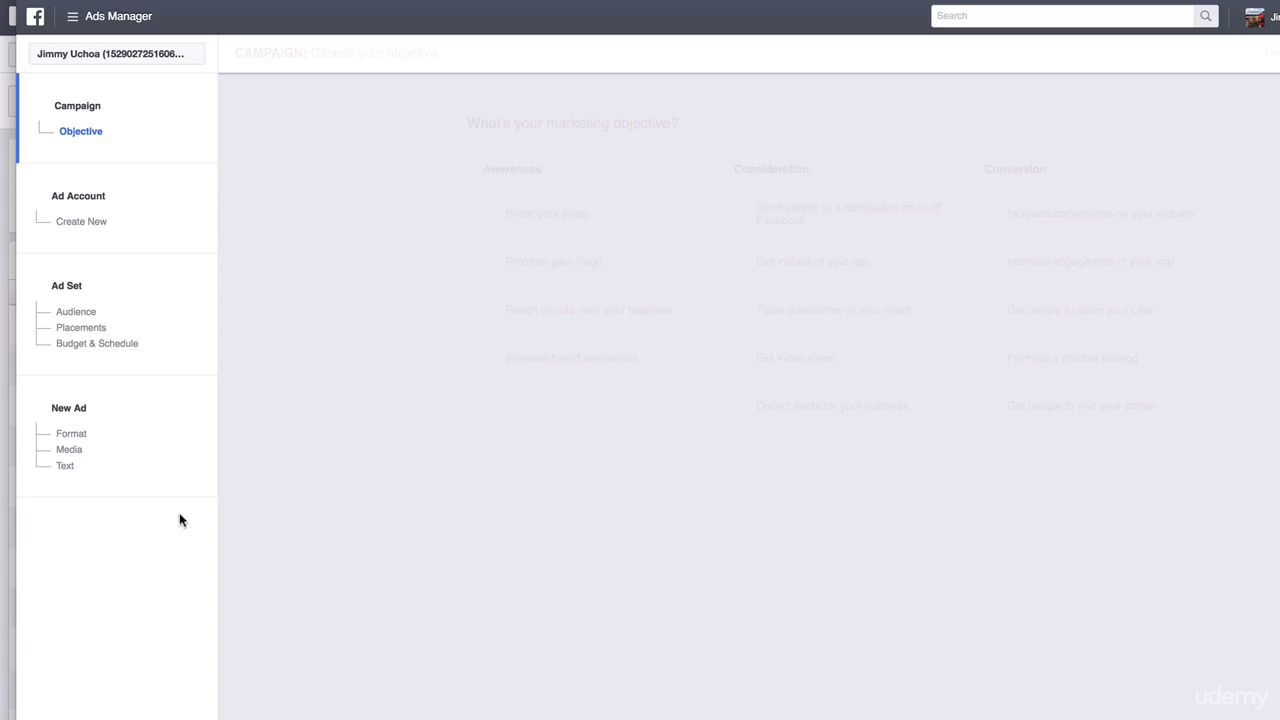 Ads Manager
Search
Ji
Jimmy Uchoa (1529027251606...
CAMPAIGN: Choose your objective
He
Campaign
Objective
Ad Account
Create New
Ad Set
Audience
Placements
Budget & Schedule
New Ad
Format
Media
Text
What's your marketing objective?
Awareness
Boost your posts
Promote your Page
Reach people near your business
Increase brand awareness
Consideration
Send people to a destination on or off
Facebook
Get installs of your app
Raise attendance at your event
Get video views
Collect leads for your business
Conversion
Increase conversions on your website
Increase engagement in your app
Get people to claim your offer
Promote a product catalog
Get people to visit your stores
udemy